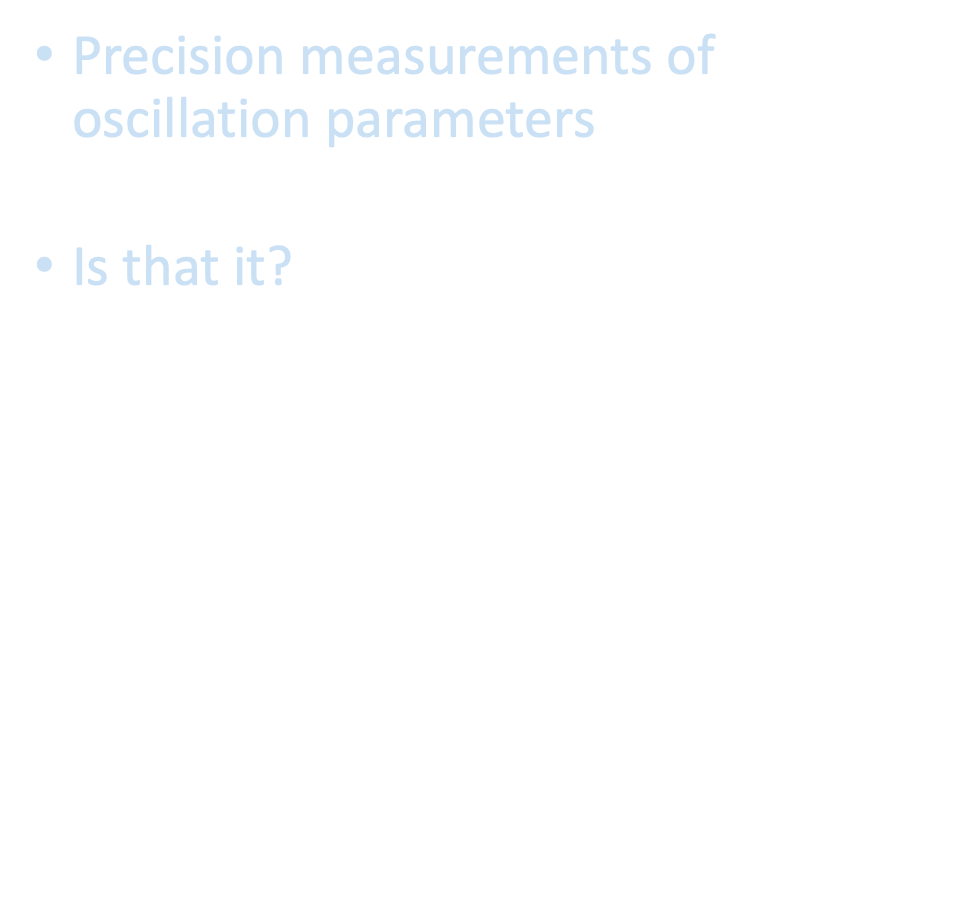 • Precision measurements of
oscillation parameters
• Is that it?